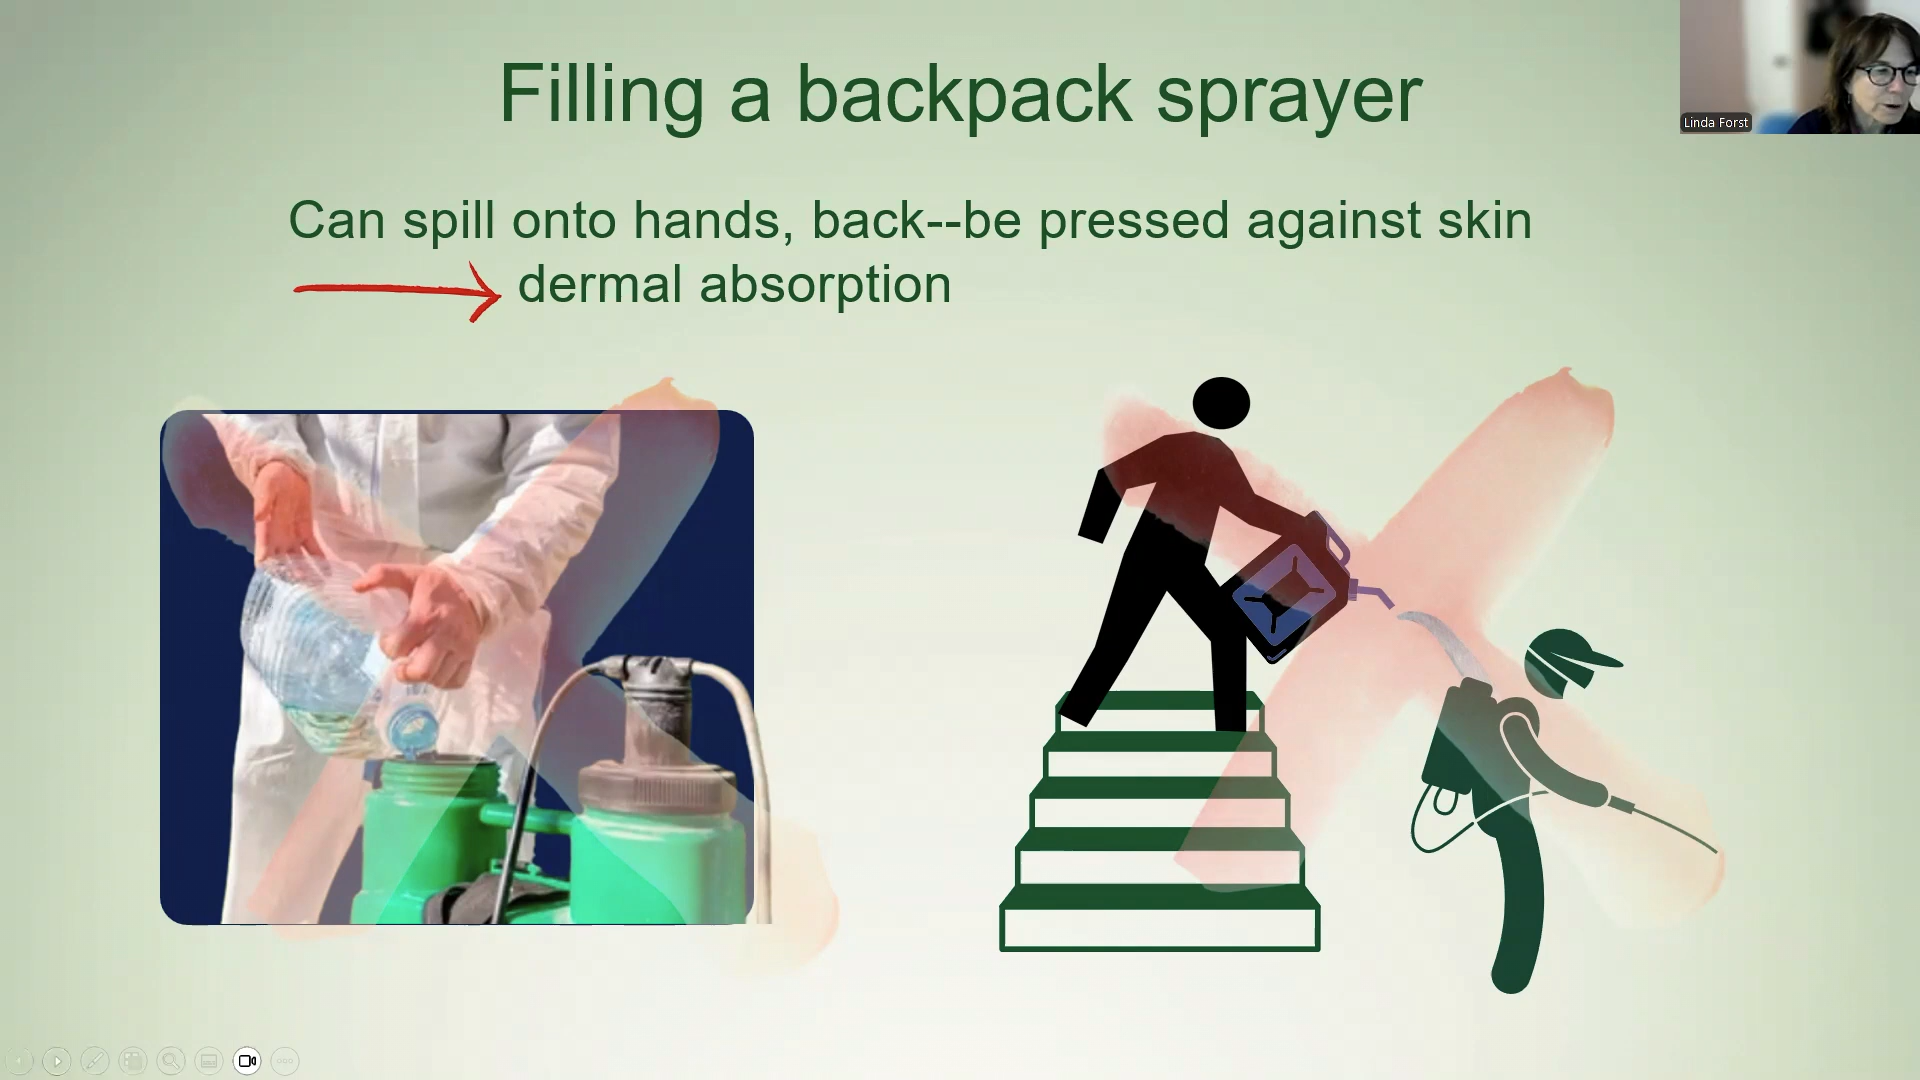 Filling a backpack sprayer
Linda Forst
Can spill onto hands, back--be pressed against skin
dermal absorption